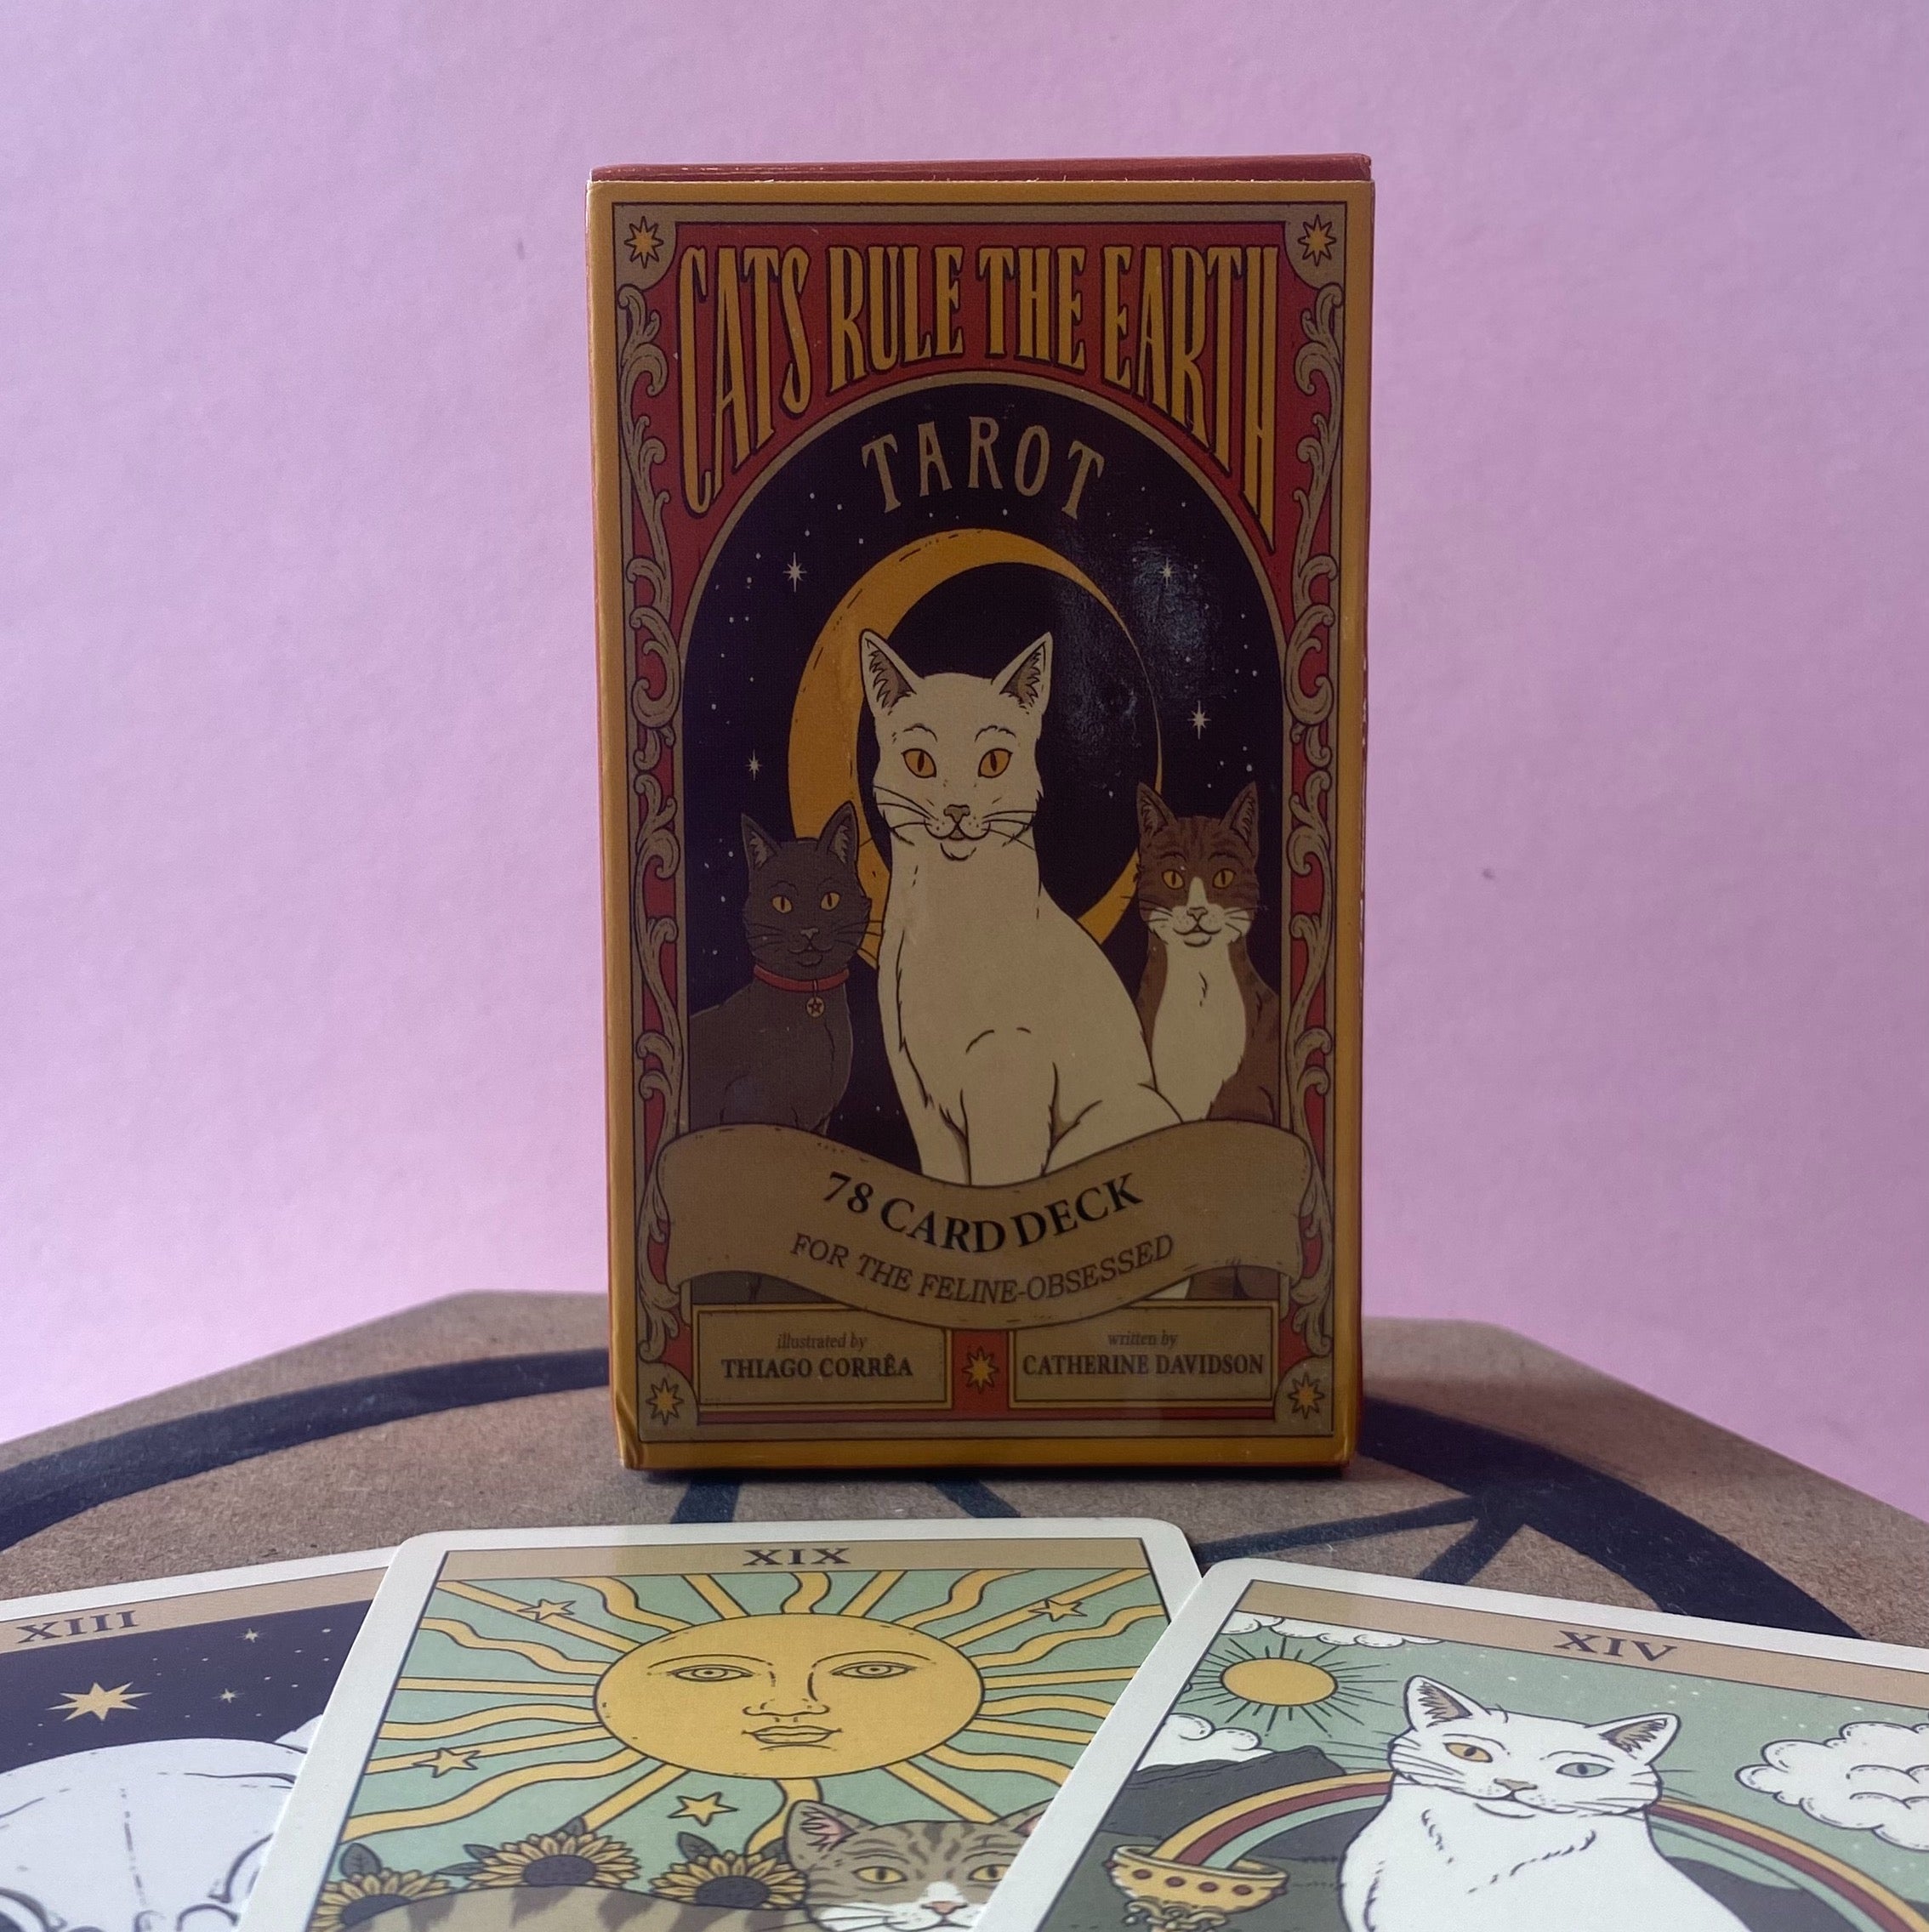 CATS RULE THE EARTH
TAROT
78 CARD DECK
FOR THE FELINE-OBSESSED
illustrated by
THIAGO CORRÊA
written by
CATHERINE DAVIDSON
XIII
XIX
XIV